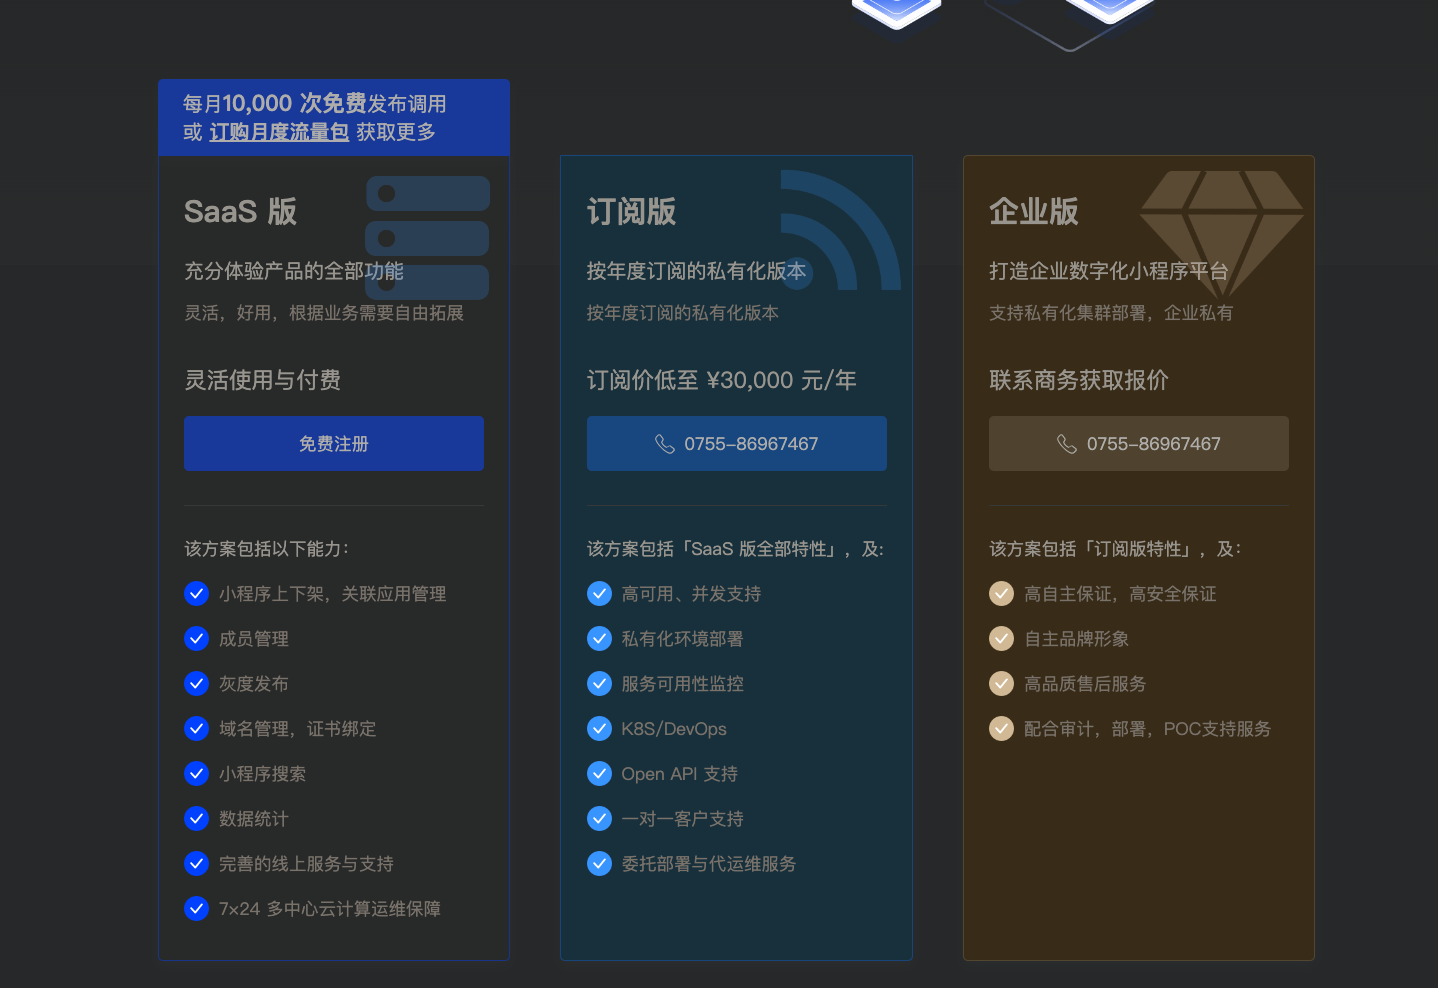 每月10,000 次免费发布调用
或 订购月度流量包 获取更多
SaaS 版
充分体验产品的全部功能
灵活，好用，根据业务需要自由拓展
灵活使用与付费
免费注册
该方案包括以下能力：
小程序上下架，关联应用管理
成员管理
灰度发布
域名管理，证书绑定
小程序搜索
数据统计
完善的线上服务与支持
7×24 多中心云计算运维保障
订阅版
按年度订阅的私有化版本
按年度订阅的私有化版本
订阅价低至 ¥30,000 元/年
0755-86967467
该方案包括「SaaS 版全部特性」，及：
高可用、并发支持
私有化环境部署
服务可用性监控
K8S/DevOps
Open API 支持
一对一客户支持
委托部署与代运维服务
企业版
打造企业数字化小程序平台
支持私有化集群部署，企业私有
联系商务获取报价
0755-86967467
该方案包括「订阅版特性」，及：
高自主保证，高安全保证
自主品牌形象
高品质售后服务
配合审计，部署，POC支持服务